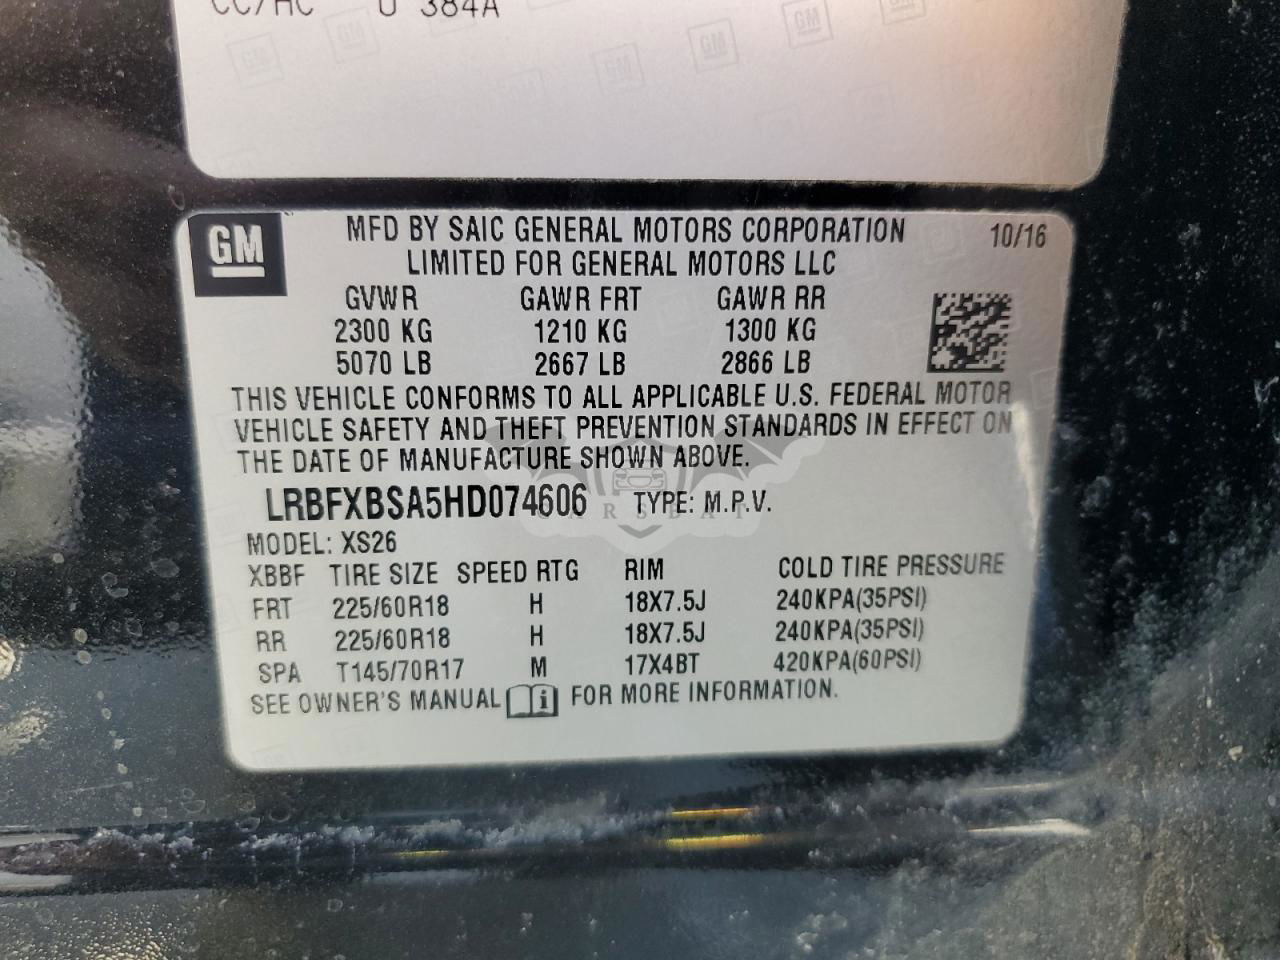 CC/HC U 384A
GM
MFD BY SAIC GENERAL MOTORS CORPORATION 10/16
LIMITED FOR GENERAL MOTORS LLC
GVWR GAWR FRT GAWR RR
2300 KG 1210 KG 1300 KG
5070 LB 2667 LB 2866 LB
THIS VEHICLE CONFORMS TO ALL APPLICABLE U.S. FEDERAL MOTOR
VEHICLE SAFETY AND THEFT PREVENTION STANDARDS IN EFFECT ON
THE DATE OF MANUFACTURE SHOWN ABOVE.
LRBFXBSA5HD074606 TYPE: M.P.V.
CARSBAT
MODEL: XS26
XBBF TIRE SIZE SPEED RTG RIM COLD TIRE PRESSURE
FRT 225/60R18 H 18X7.5J 240KPA(35PSI)
RR 225/60R18 H 18X7.5J 240KPA(35PSI)
SPA T145/70R17 M 17X4BT 420KPA(60PSI)
SEE OWNER'S MANUAL i FOR MORE INFORMATION.